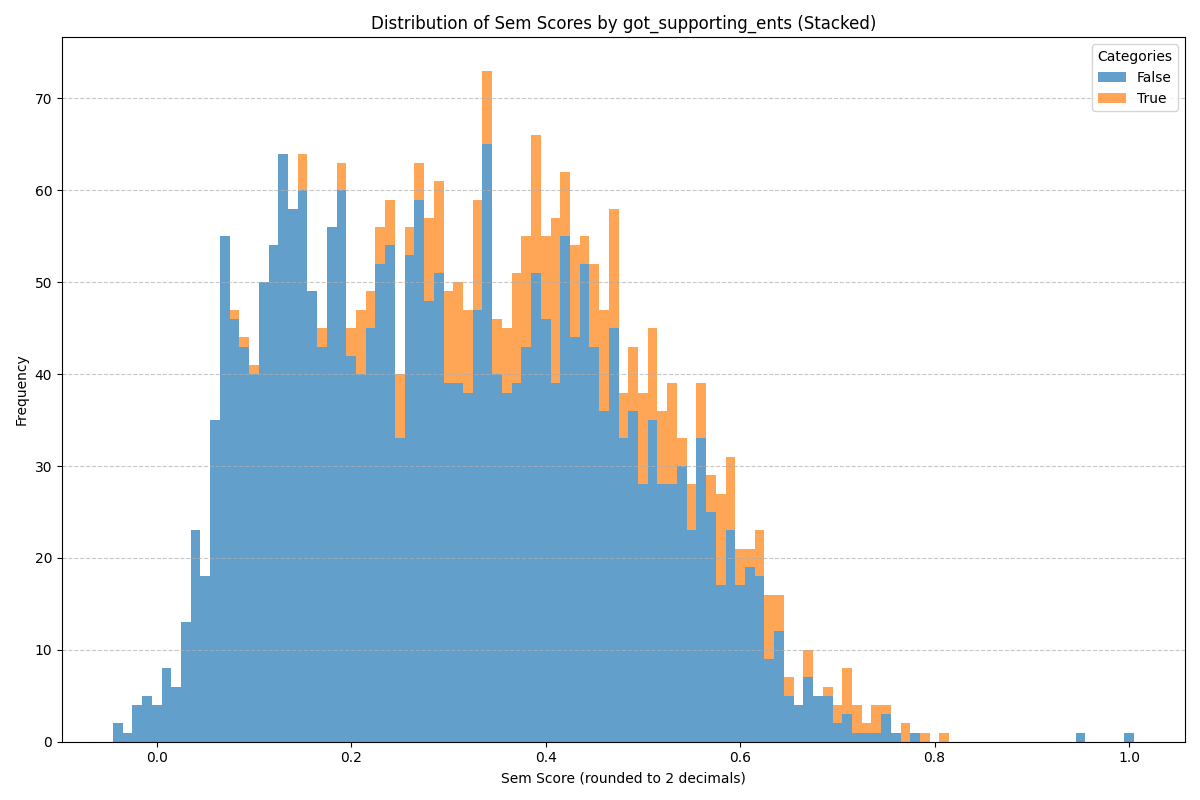 Distribution of Sem Scores by got_supporting_ents (Stacked)
Categories
False
True
Frequency
70
60
50
40
30
20
10
0
0.0 0.2 0.4 0.6 0.8 1.0
Sem Score (rounded to 2 decimals)